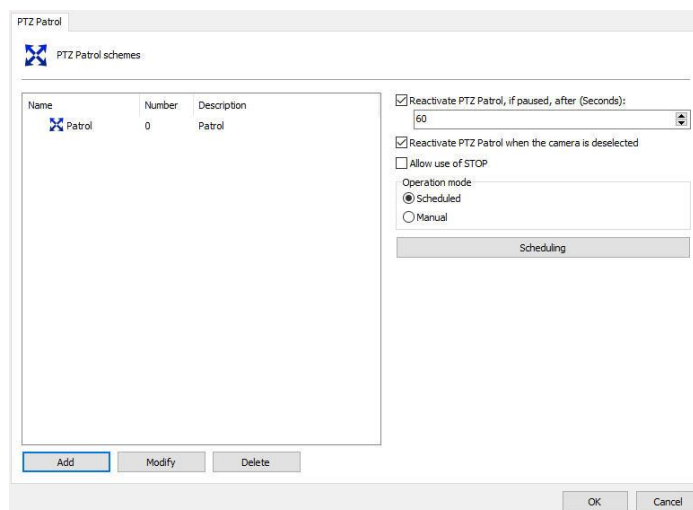 PTZ Patrol
PTZ Patrol schemes
Name Number Description
Patrol 0 Patrol
Reactivate PTZ Patrol, if paused, after (Seconds):
60
Reactivate PTZ Patrol when the camera is deselected
Allow use of STOP
Operation mode
Scheduled
Manual
Scheduling
Add Modify Delete
OK Cancel